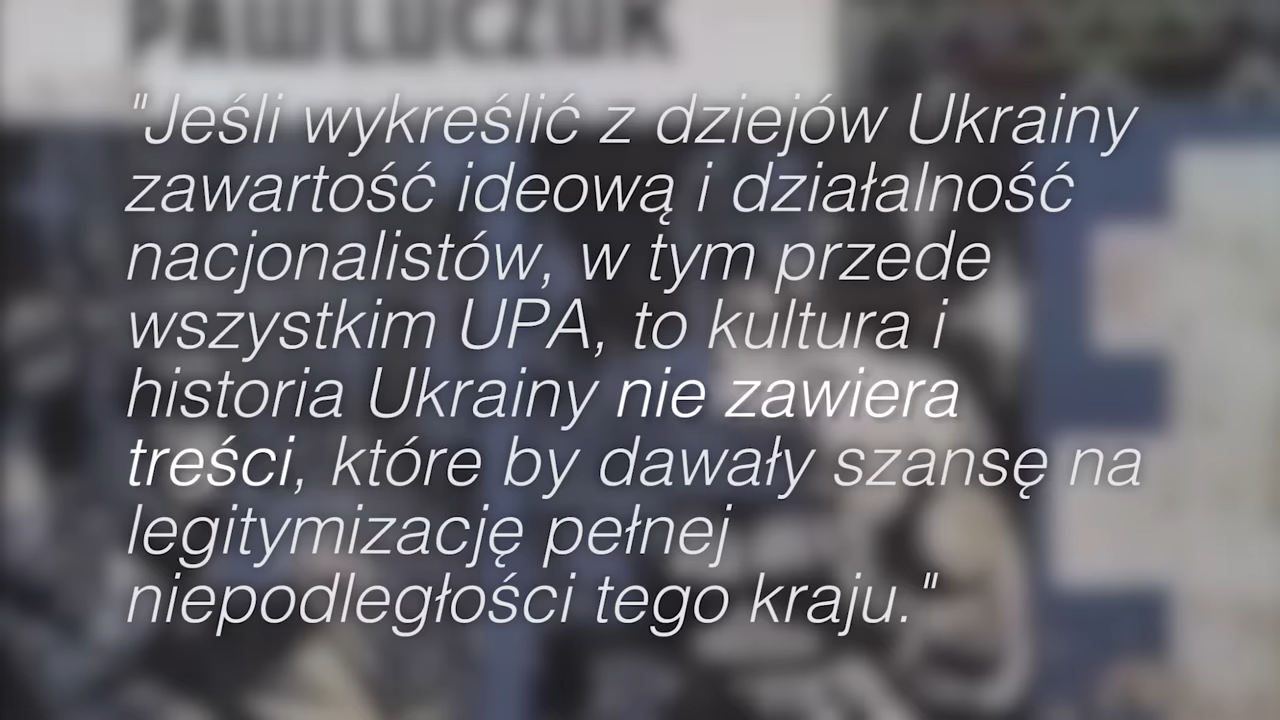 PAWLUCZUK
"Jeśli wykreślić z dziejów Ukrainy
zawartość ideową i działalność
nacjonalistów, w tym przede
wszystkim UPA, to kultura i
historia Ukrainy nie zawiera
treści, które by dawały szansę na
legitymizację pełnej
niepodległości tego kraju."